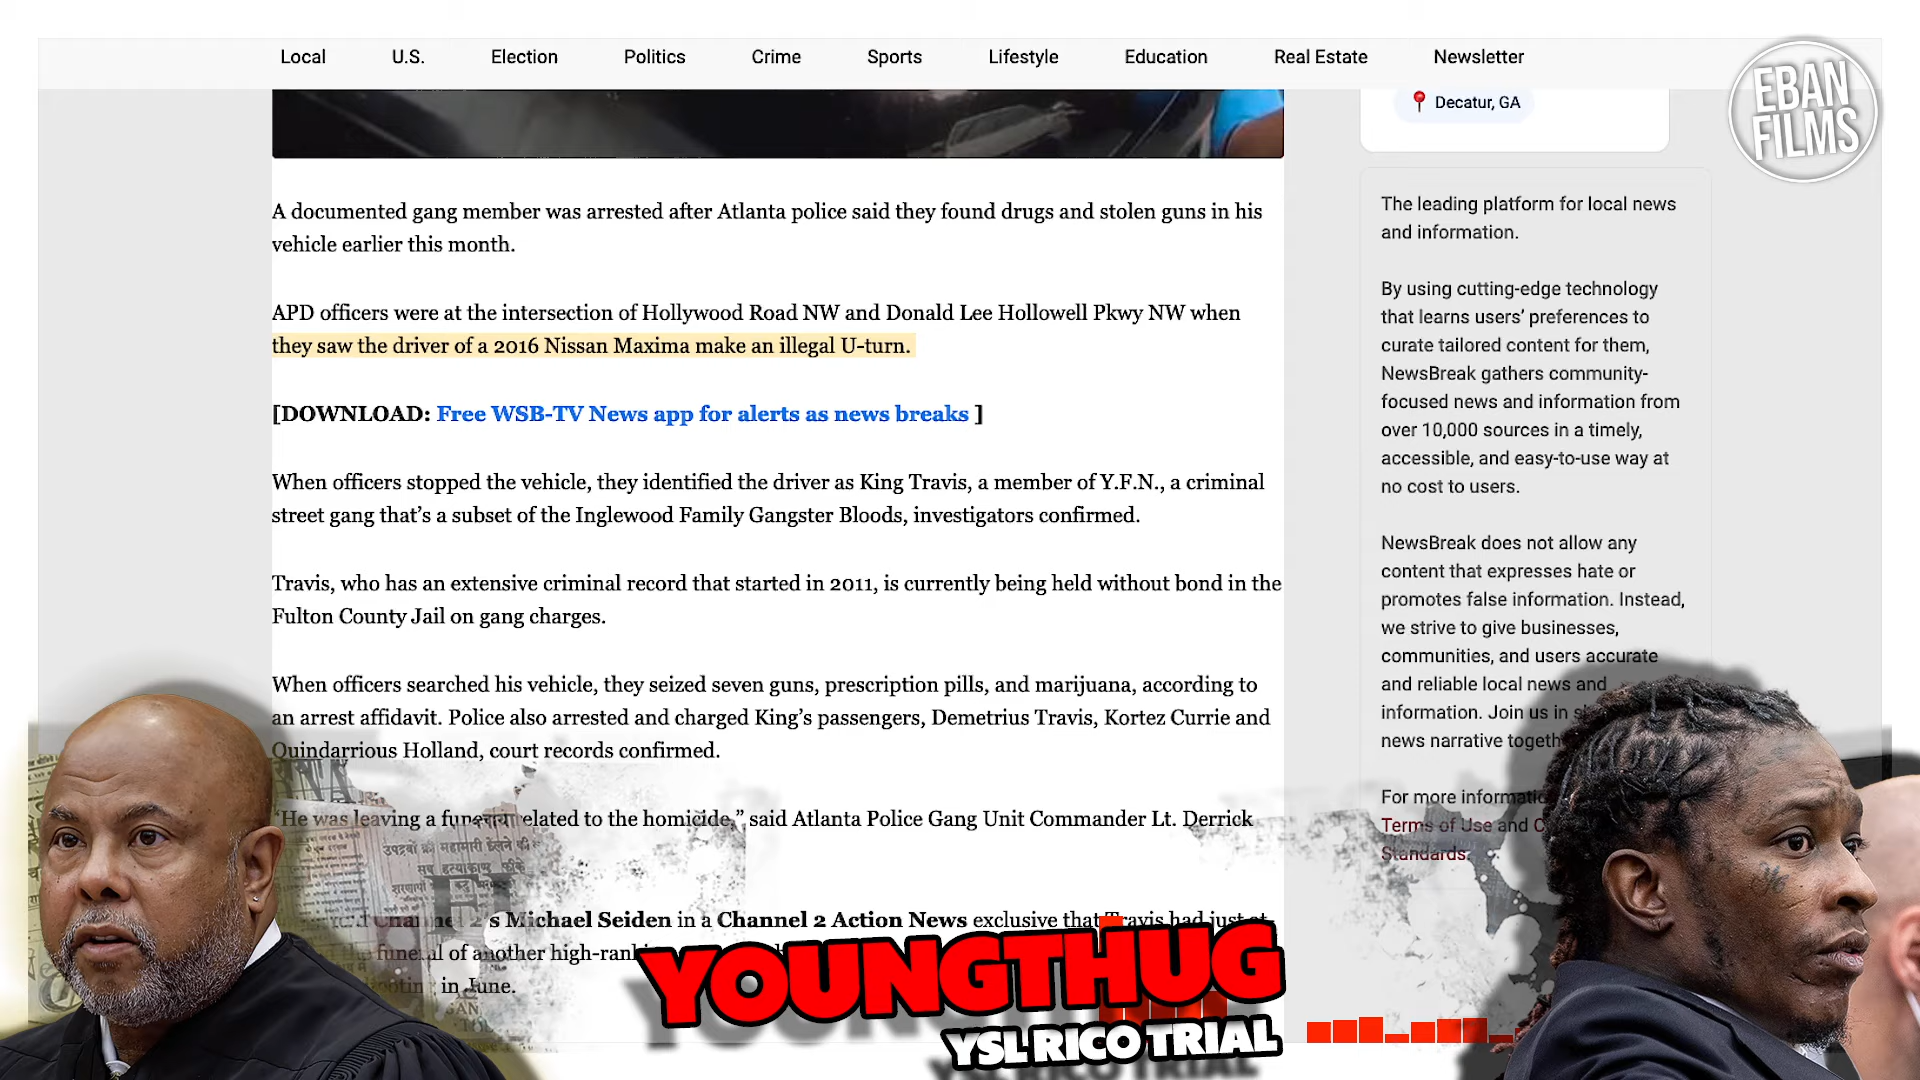 Local U.S. Election Politics Crime Sports Lifestyle Education Real Estate Newsletter
EBAN
FILMS
Decatur, GA
A documented gang member was arrested after Atlanta police said they found drugs and stolen guns in his
vehicle earlier this month.
APD officers were at the intersection of Hollywood Road NW and Donald Lee Hollowell Pkwy NW when
they saw the driver of a 2016 Nissan Maxima make an illegal U-turn.
[DOWNLOAD: Free WSB-TV News app for alerts as news breaks ]
When officers stopped the vehicle, they identified the driver as King Travis, a member of Y.F.N., a criminal
street gang that's a subset of the Inglewood Family Gangster Bloods, investigators confirmed.
Travis, who has an extensive criminal record that started in 2011, is currently being held without bond in the
Fulton County Jail on gang charges.
When officers searched his vehicle, they seized seven guns, prescription pills, and marijuana, according to
an arrest affidavit. Police also arrested and charged King's passengers, Demetrius Travis, Kortez Currie and
Quindarrious Holland, court records confirmed.
"He was leaving a elated to the homicide," said Atlanta Police Gang Unit Commander Lt. Derrick
Michael Seiden in a Channel 2 Action News exclusive that Travis had just
of another high-ran
in June.
The leading platform for local news
and information.
By using cutting-edge technology
that learns users' preferences to
curate tailored content for them,
NewsBreak gathers community-
focused news and information from
over 10,000 sources in a timely,
accessible, and easy-to-use way at
no cost to users.
NewsBreak does not allow any
content that expresses hate or
promotes false information. Instead,
we strive to give businesses,
communities, and users accurate
and reliable local news and
information. Join us in
news narrative togeth
For more informatio
Terms of Use and C
Standards.
उपद्रवों की महामारी झेलने की
YOUNGTHUG
YSL RICO TRIAL